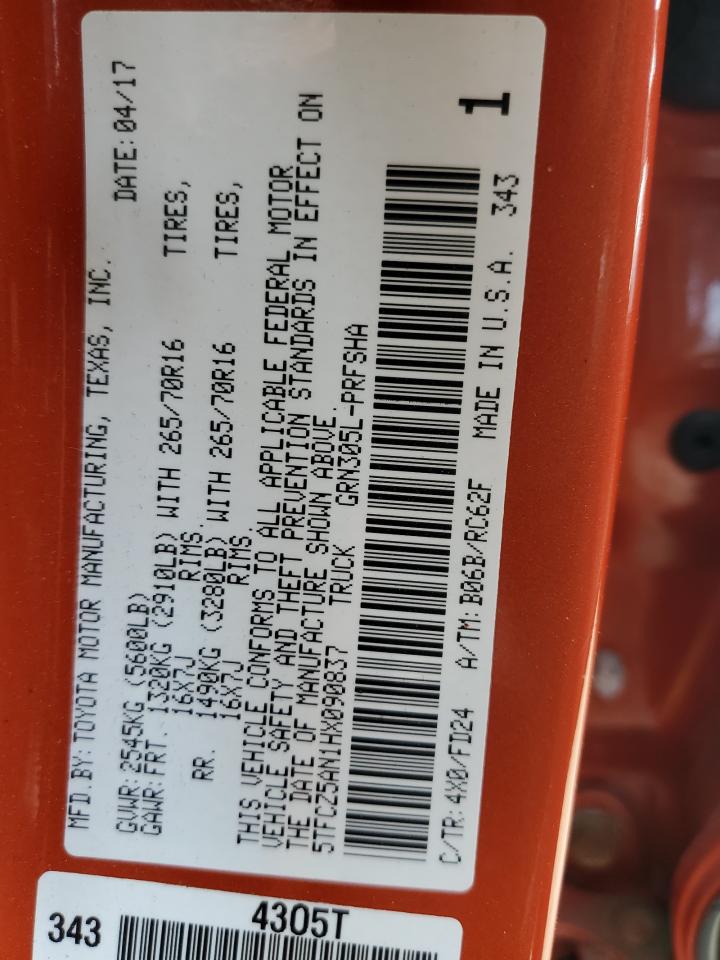 MFD.BY: TOYOTA MOTOR MANUFACTURING, TEXAS, INC.
DATE: 04/17
GVWR: 2545KG (5600LB)
GAWR: FRT. 1320KG (2910LB) WITH 265/70R16 TIRES,
16X7J RIMS.
RR. 1490KG (3280LB) WITH 265/70R16 TIRES,
16X7J RIMS.
THIS VEHICLE CONFORMS TO ALL APPLICABLE FEDERAL MOTOR
VEHICLE SAFETY AND THEFT PREVENTION STANDARDS IN EFFECT ON
THE DATE OF MANUFACTURE SHOWN ABOVE.
5TFCZ5AN1HX090837 TRUCK GRN305L-PRFSHA
1
C/TR: 4X0/FD24 A/TM: B06B/RC62F MADE IN U.S.A. 343
343 4305T